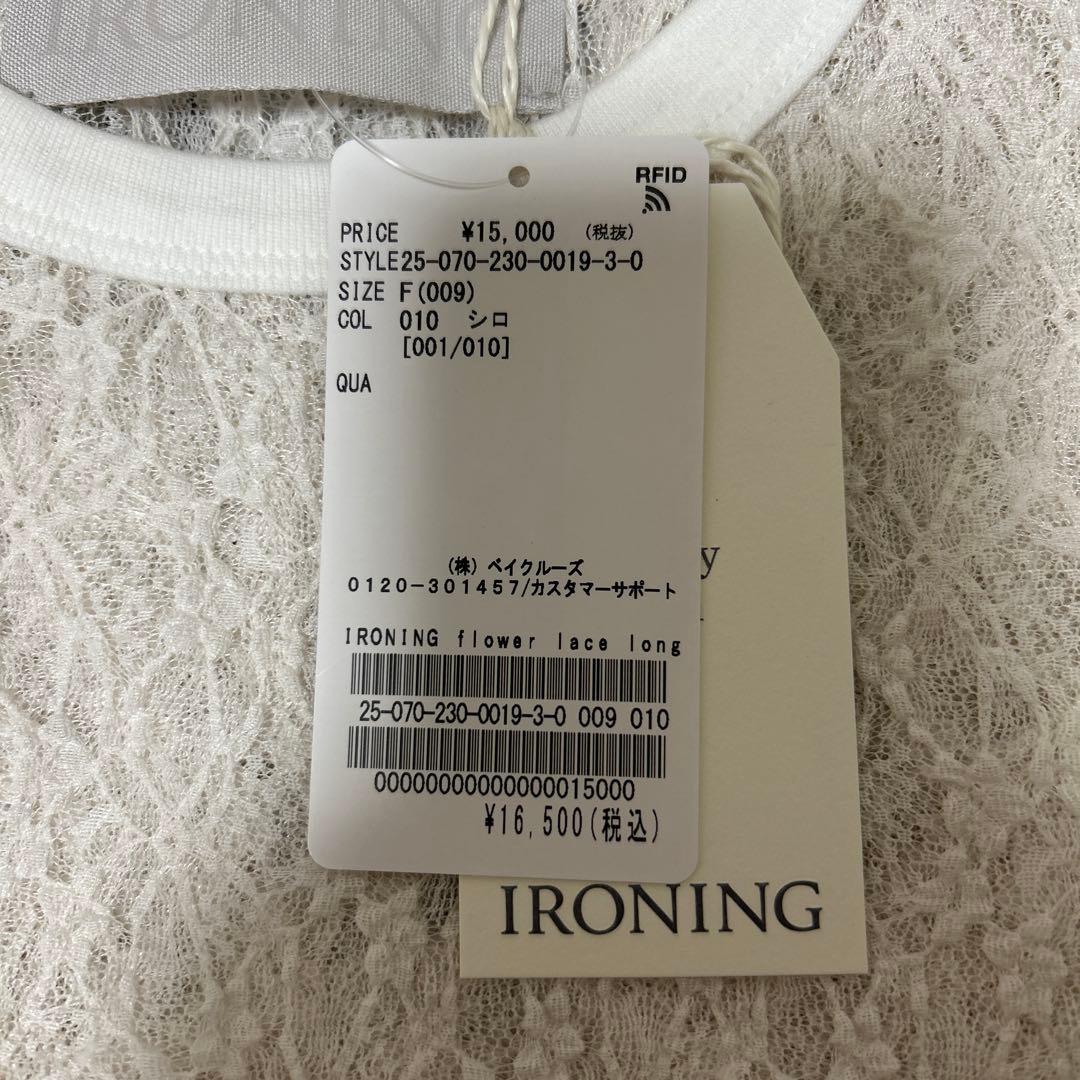 IRONING
RFID
PRICE ¥15,000 (税抜)
STYLE25-070-230-0019-3-0
SIZE F(009)
COL 010 シロ
[001/010]
QUA
y
(株) ベイクルーズ
0120-301457/カスタマーサポート
IRONING flower lace long
25-070-230-0019-3-0 009 010
00000000000000015000
¥16,500(税込)
IRONING